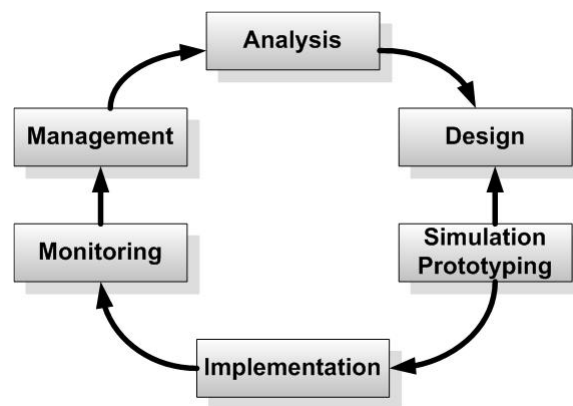 Analysis
Management
Design
Monitoring
Simulation
Prototyping
Implementation